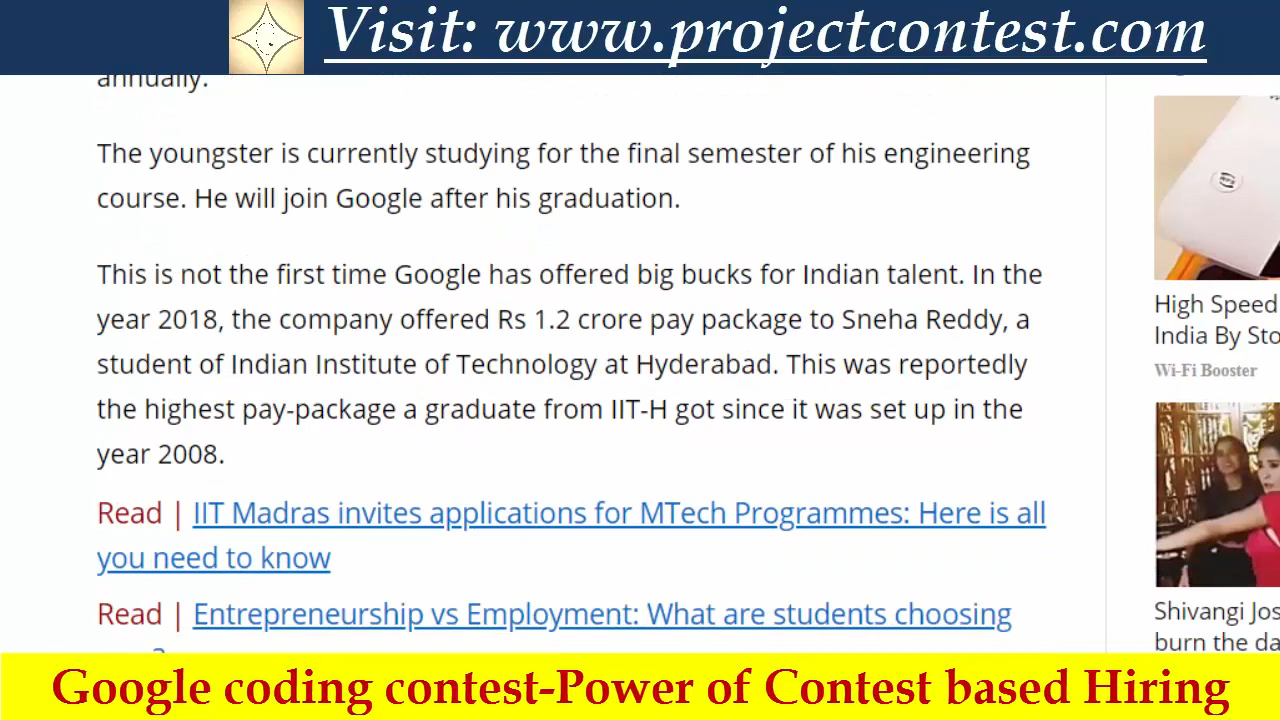 Visit: www.projectcontest.com
annually.
The youngster is currently studying for the final semester of his engineering
course. He will join Google after his graduation.
This is not the first time Google has offered big bucks for Indian talent. In the
year 2018, the company offered Rs 1.2 crore pay package to Sneha Reddy, a
student of Indian Institute of Technology at Hyderabad. This was reportedly
the highest pay-package a graduate from IIT-H got since it was set up in the
year 2008.
Read | IIT Madras invites applications for MTech Programmes: Here is all
you need to know
Read | Entrepreneurship vs Employment: What are students choosing
High Speed
India By Sto
Wi-Fi Booster
Shivangi Jos
burn the da
Google coding contest-Power of Contest based Hiring